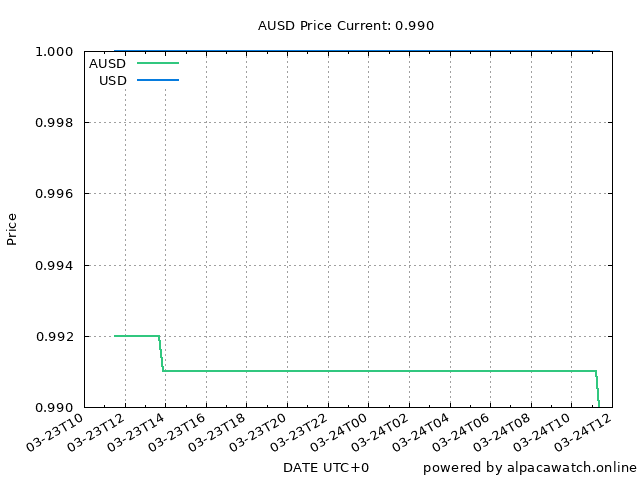 AUSD Price Current: 0.990
1.000
AUSD
USD
0.998
0.996
0.994
0.992
0.990
Price
03-23T10
03-23T12
03-23T14
03-23T16
03-23T18
03-23T20
03-23T22
03-24T00
03-24T02
03-24T04
03-24T06
03-24T08
03-24T10
03-24T12
DATE UTC+0
powered by alpacawatch.online